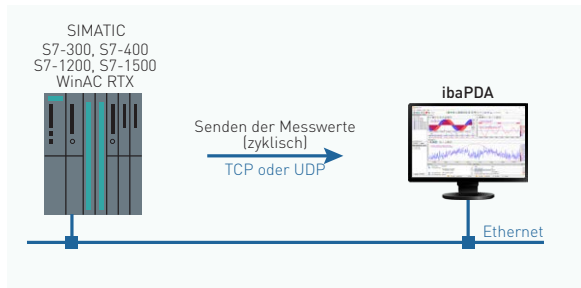 SIMATIC
S7-300, S7-400
S7-1200, S7-1500
WinAC RTX
ibaPDA
Senden der Messwerte
(zyklisch)
TCP oder UDP
Ethernet